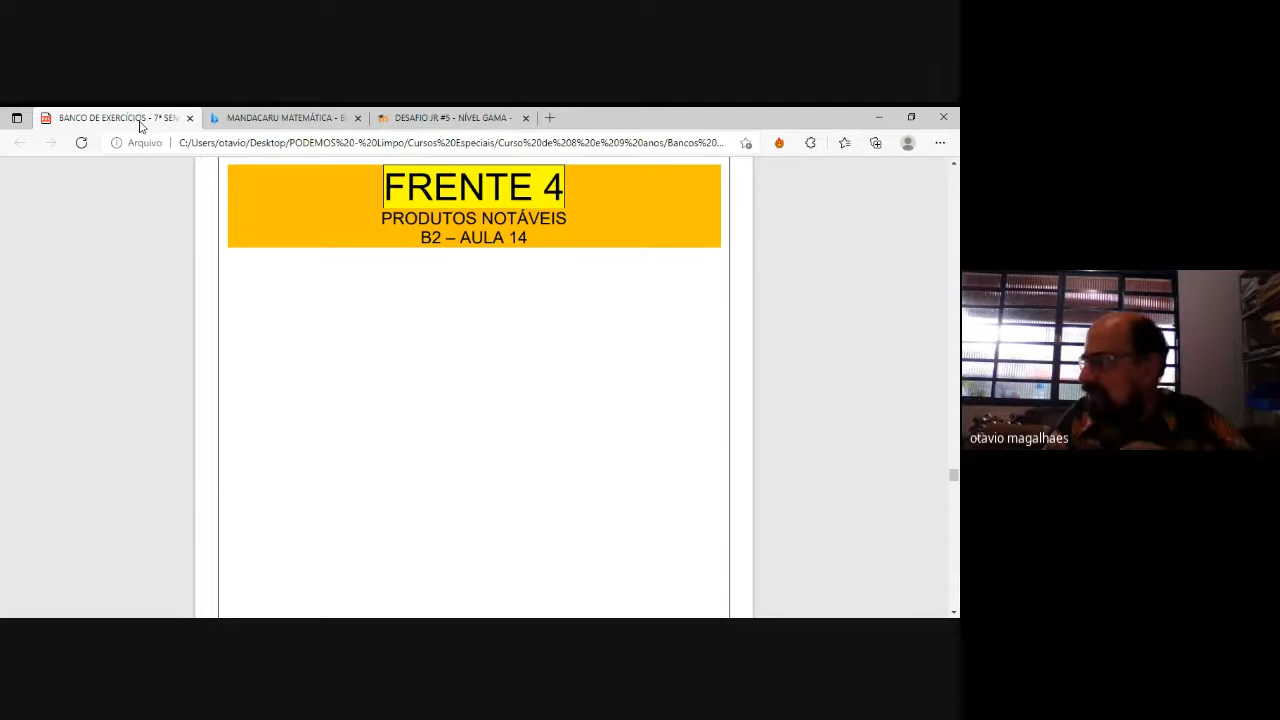 BANCO DE EXERCÍCIOS - 7ª SEM
MANDACARU MATEMÁTICA - B
DESAFIO JR #5 - NÍVEL GAMA -
Arquivo
C:/Users/otavio/Desktop/PODEMOS%20-%20Limpo/Cursos%20Especiais/Curso%20de%208%20e%209%20anos/Bancos%20...
FRENTE 4
PRODUTOS NOTÁVEIS
B2 – AULA 14
otavio magalhaes